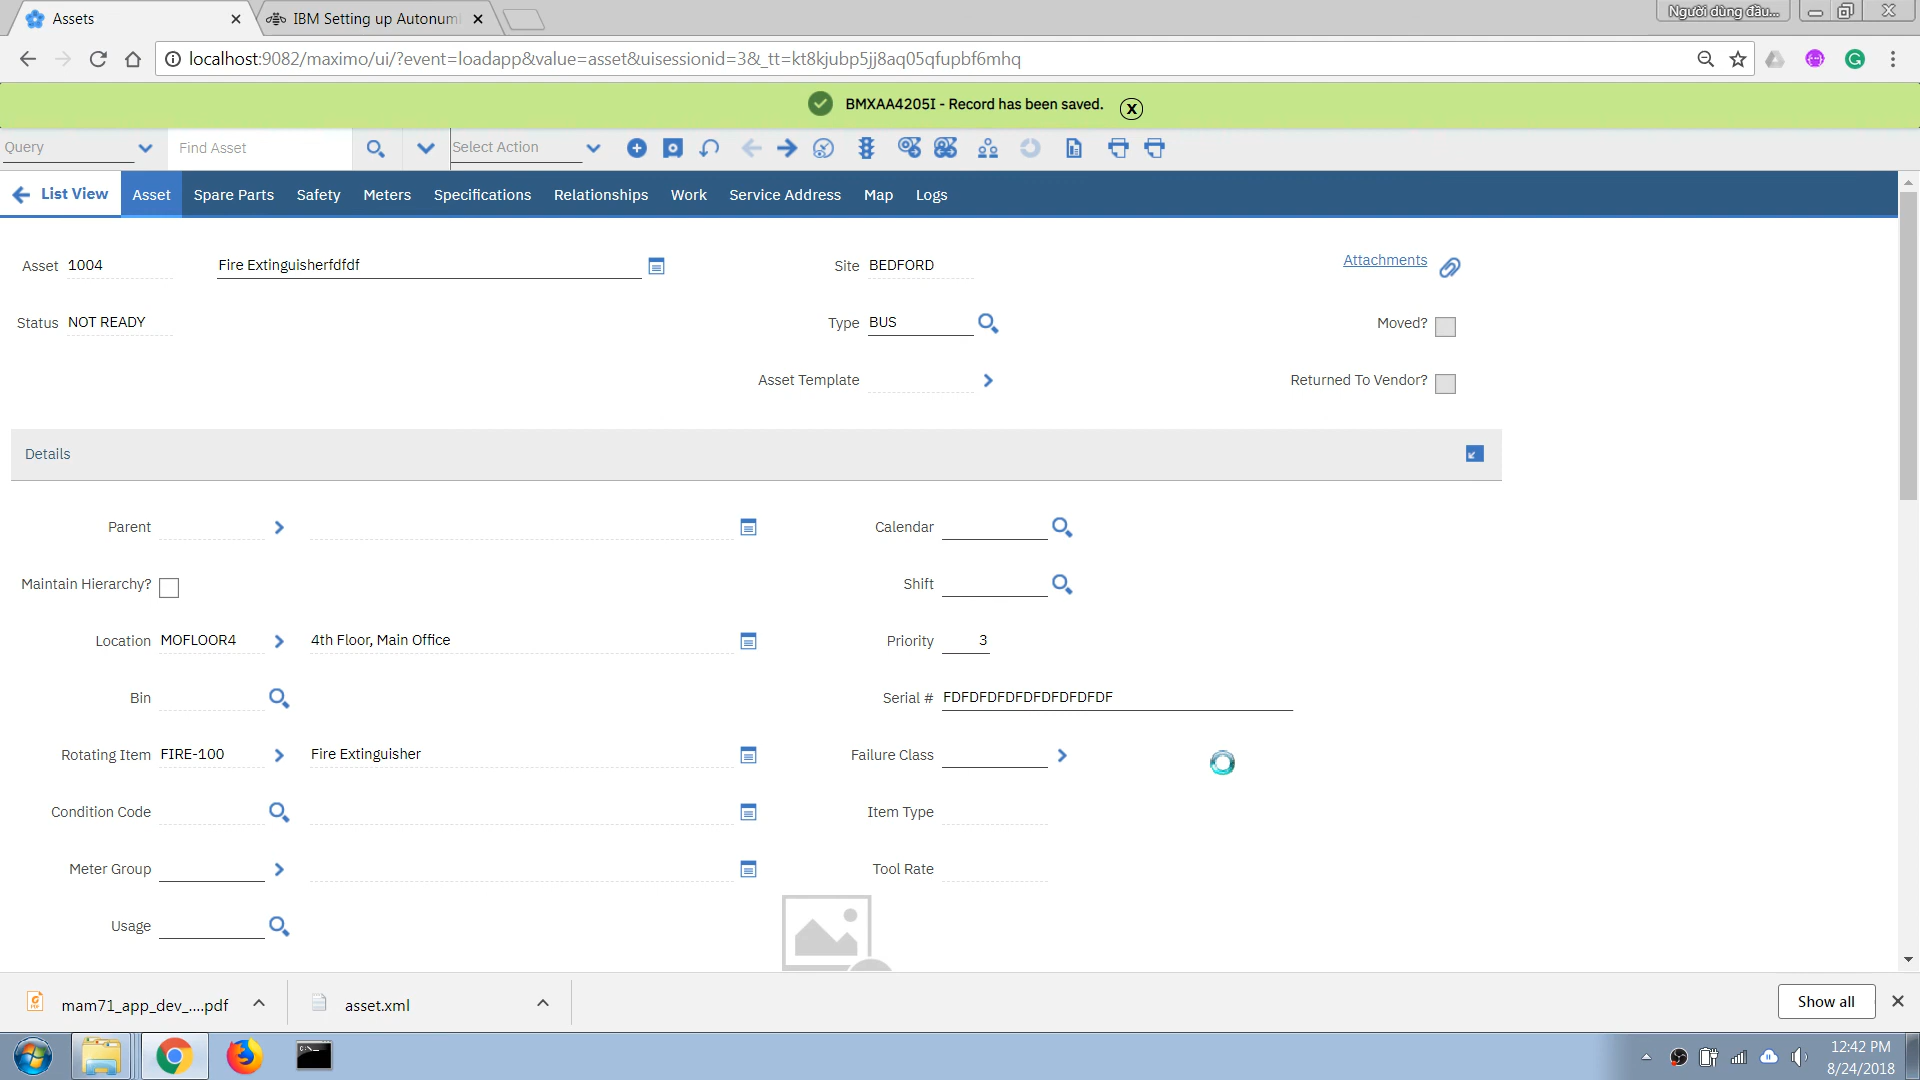 Assets
IBM Setting up Autonum
Người dùng đầu...
localhost:9082/maximo/ui/?event=loadapp&value=asset&uisessionid=3&_tt=kt8kjubp5jj8aq05qfupbf6mhq
BMXAA4205I - Record has been saved.
Query
Find Asset
Select Action
List View
Asset
Spare Parts
Safety
Meters
Specifications
Relationships
Work
Service Address
Map
Logs
Asset 1004
Fire Extinguisherfdfdf
Site BEDFORD
Attachments
Status NOT READY
Type BUS
Moved?
Asset Template
Returned To Vendor?
Details
Parent
Calendar
Maintain Hierarchy?
Shift
Location MOFLOOR4
4th Floor, Main Office
Priority 3
Bin
Serial # FDFDFDFDFDFDFDFDFDF
Rotating Item FIRE-100
Fire Extinguisher
Failure Class
Condition Code
Item Type
Meter Group
Tool Rate
Usage
mam71_app_dev_....pdf
asset.xml
Show all
12:42 PM
8/24/2018